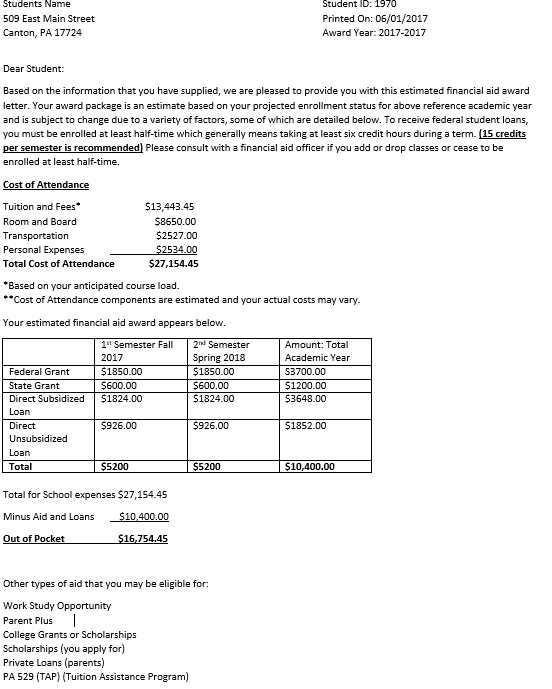 Students Name Student ID: 1970
509 East Main Street Printed On: 06/01/2017
Canton, PA 17724 Award Year: 2017-2017
Dear Student:
Based on the information that you have supplied, we are pleased to provide you with this estimated financial aid award
letter. Your award package is an estimate based on your projected enrollment status for above reference academic year
and is subject to change due to a variety of factors, some of which are detailed below. To receive federal student loans,
you must be enrolled at least half-time which generally means taking at least six credit hours during a term. (15 credits
per semester is recommended) Please consult with a financial aid officer if you add or drop classes or cease to be
enrolled at least half-time.
Cost of Attendance
Tuition and Fees* $13,443.45
Room and Board $8650.00
Transportation $2527.00
Personal Expenses $2534.00
Total Cost of Attendance $27,154.45
*Based on your anticipated course load.
**Cost of Attendance components are estimated and your actual costs may vary.
Your estimated financial aid award appears below.
1st Semester Fall 2nd Semester Amount: Total
2017 Spring 2018 Academic Year
Federal Grant $1850.00 $1850.00 $3700.00
State Grant $600.00 $600.00 $1200.00
Direct Subsidized $1824.00 $1824.00 $3648.00
Loan
Direct $926.00 $926.00 $1852.00
Unsubsidized
Loan
Total $5200 $5200 $10,400.00
Total for School expenses $27,154.45
Minus Aid and Loans $10,400.00
Out of Pocket $16,754.45
Other types of aid that you may be eligible for:
Work Study Opportunity
Parent Plus
College Grants or Scholarships
Scholarships (you apply for)
Private Loans (parents)
PA 529 (TAP) (Tuition Assistance Program)